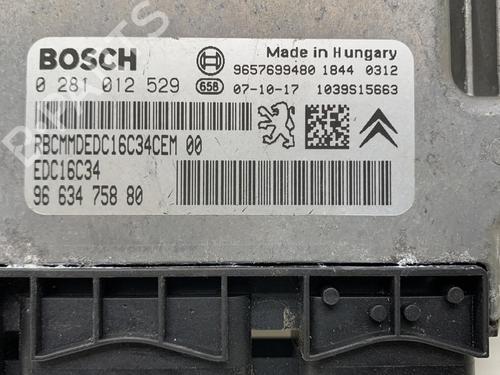 BOSCH
Made in Hungary
9657699480 1844 0312
0 281 012 529
G5B
07-10-17 1039S15663
RBCMMDEDC16C34CEM 00
EDC16C34
96 634 758 80